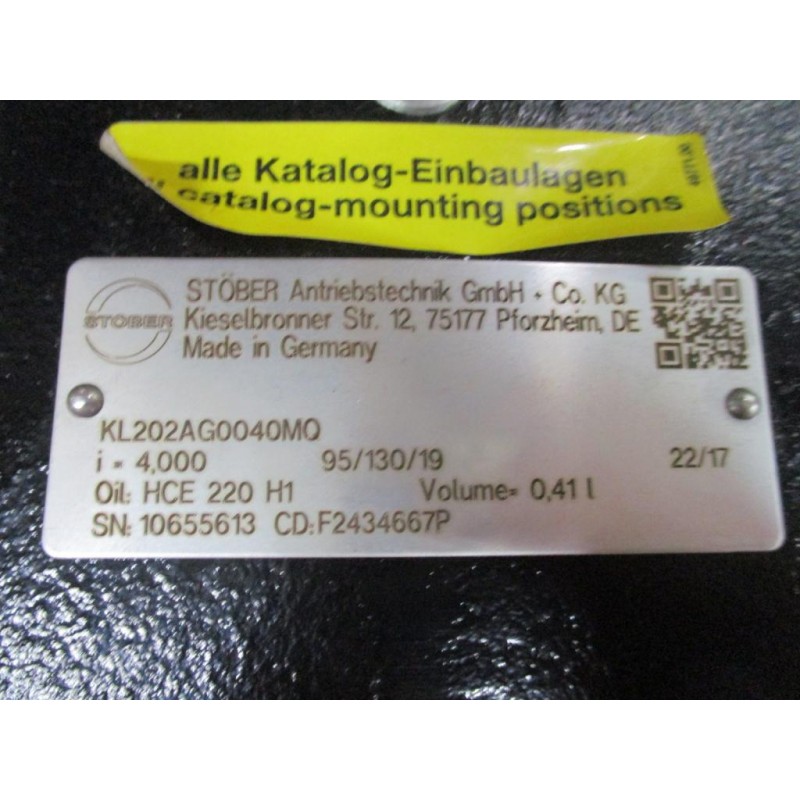 alle Katalog-Einbaulagen
catalog-mounting positions
STÖBER
STÖBER Antriebstechnik GmbH + Co. KG
Kieselbronner Str. 12, 75177 Pforzheim, DE
Made in Germany
KL202AG0040MQ
i = 4,000 95/130/19 22/17
Oil: HCE 220 H1 Volume= 0,41 l
SN: 10655613 CD:F2434667P